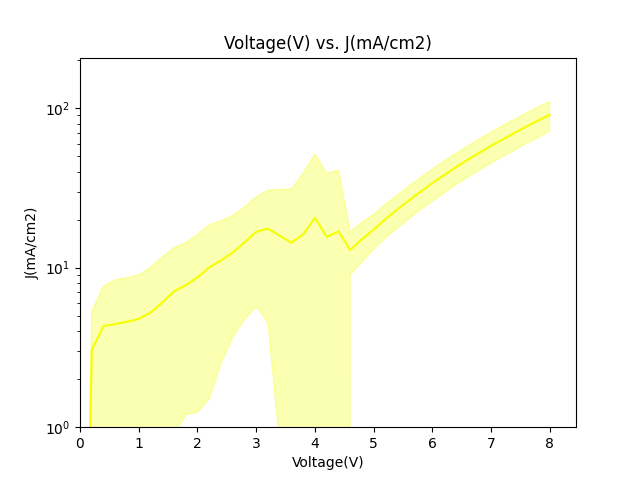 Voltage(V) vs. J(mA/cm2)
10²
10¹
10⁰
J(mA/cm2)
0 1 2 3 4 5 6 7 8
Voltage(V)